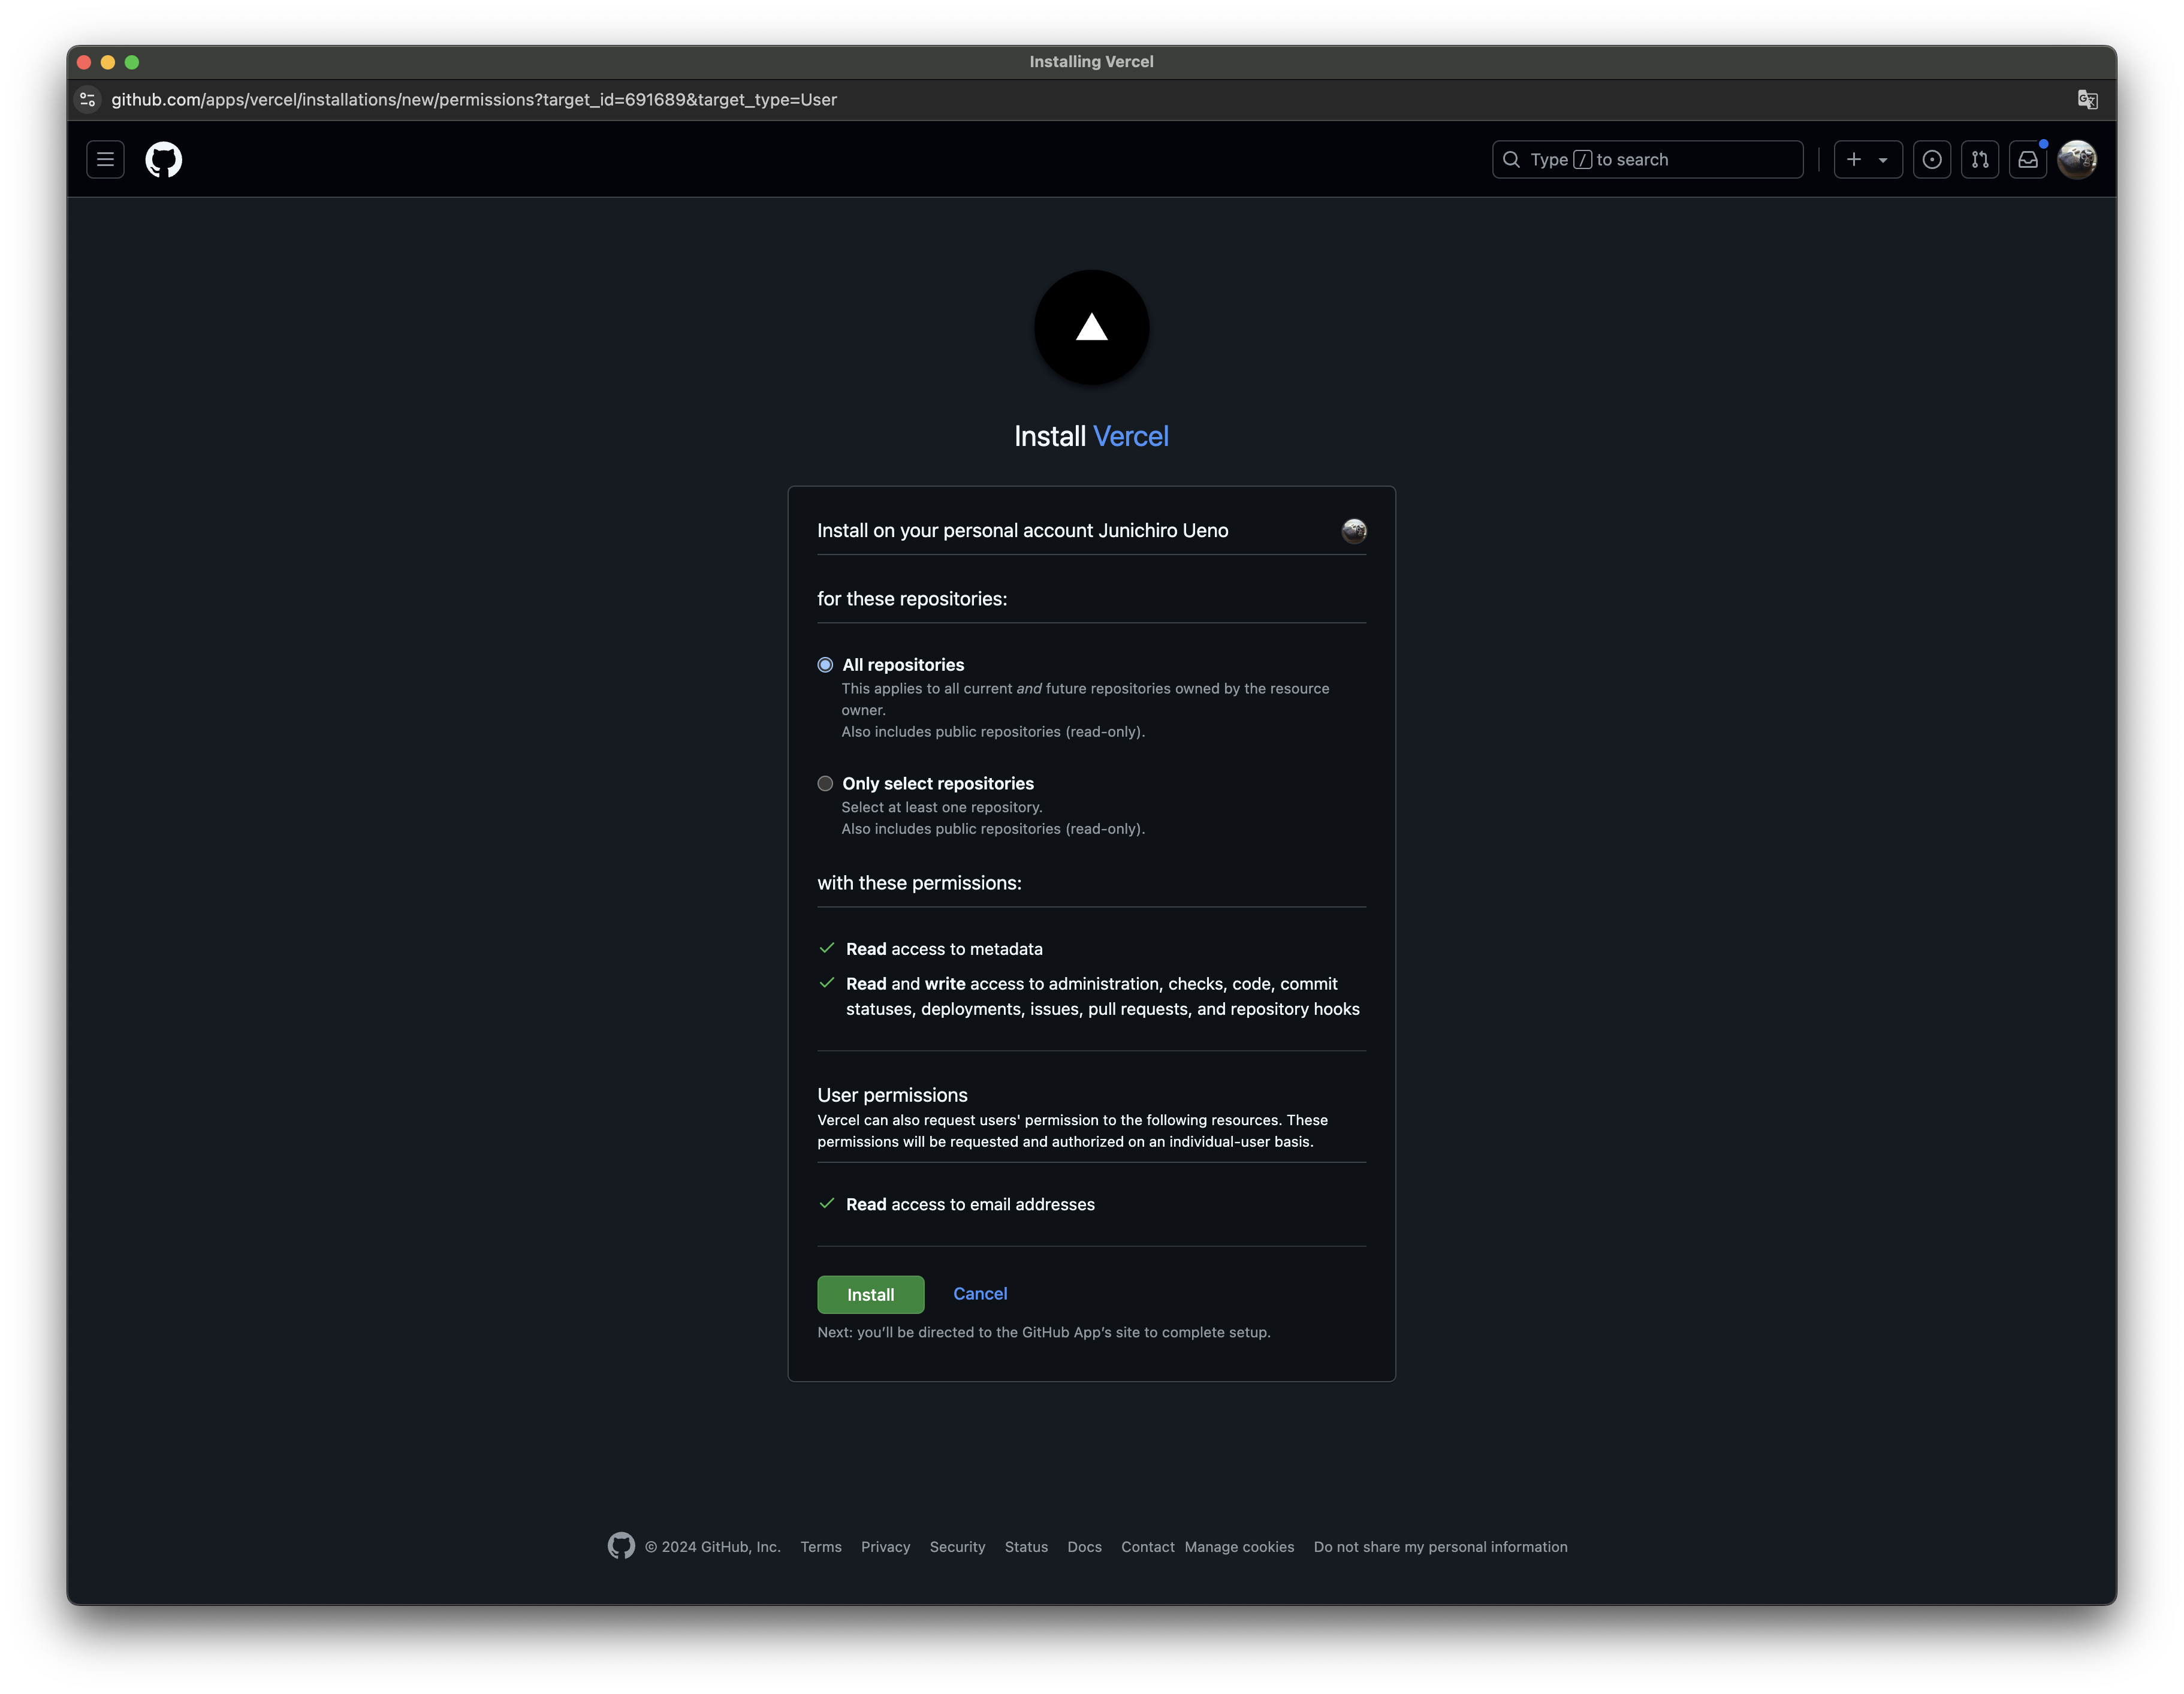 Installing Vercel
github.com/apps/vercel/installations/new/permissions?target_id=691689&target_type=User
Type / to search
Install Vercel
Install on your personal account Junichiro Ueno
for these repositories:
All repositories
This applies to all current and future repositories owned by the resource
owner.
Also includes public repositories (read-only).
Only select repositories
Select at least one repository.
Also includes public repositories (read-only).
with these permissions:
Read access to metadata
Read and write access to administration, checks, code, commit
statuses, deployments, issues, pull requests, and repository hooks
User permissions
Vercel can also request users' permission to the following resources. These
permissions will be requested and authorized on an individual-user basis.
Read access to email addresses
Install Cancel
Next: you’ll be directed to the GitHub App’s site to complete setup.
© 2024 GitHub, Inc. Terms Privacy Security Status Docs Contact Manage cookies Do not share my personal information